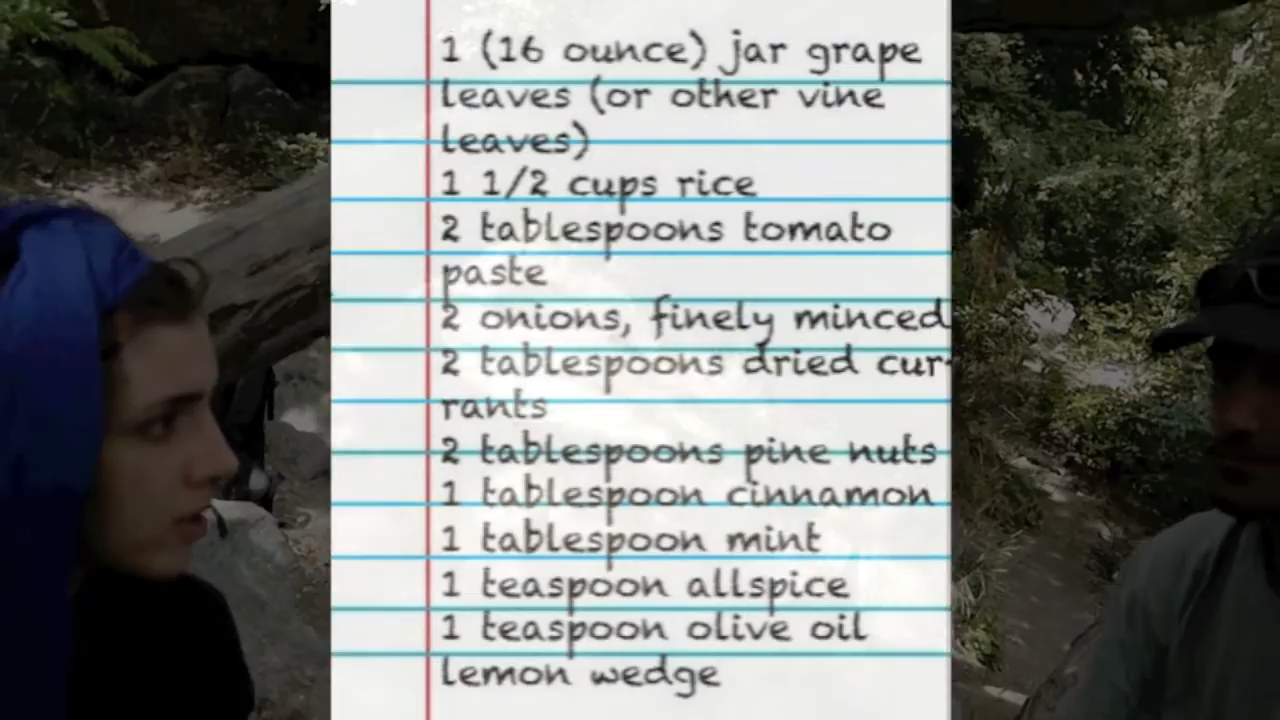 1 (16 ounce) jar grape
leaves (or other vine
leaves)
1 1/2 cups rice
2 tablespoons tomato
paste
2 onions, finely minced
2 tablespoons dried cur-
rants
2 tablespoons pine nuts
1 tablespoon cinnamon
1 tablespoon mint
1 teaspoon allspice
1 teaspoon olive oil
lemon wedge